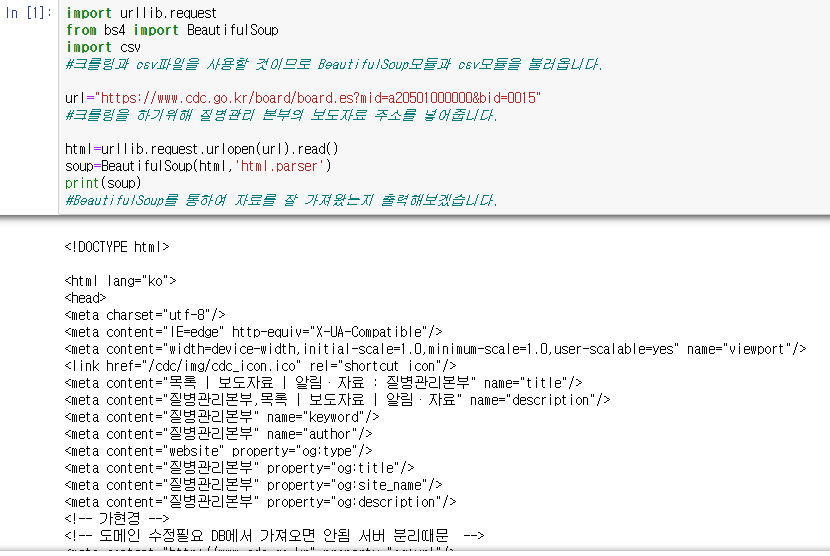 In [1]: import urllib.request
from bs4 import BeautifulSoup
import csv
#크롤링과 csv파일을 사용할 것이므로 BeautifulSoup모듈과 csv모듈을 불러옵니다.
url="https://www.cdc.go.kr/board/board.es?mid=a20501000000&bid=0015"
#크롤링을 하기위해 질병관리 본부의 보도자료 주소를 넣어줍니다.
html=urllib.request.urlopen(url).read()
soup=BeautifulSoup(html,'html.parser')
print(soup)
#BeautifulSoup를 통하여 자료를 잘 가져왔는지 출력해보겠습니다.
<!DOCTYPE html>
<html lang="ko">
<head>
<meta charset="utf-8"/>
<meta content="IE=edge" http-equiv="X-UA-Compatible"/>
<meta content="width=device-width,initial-scale=1.0,minimum-scale=1.0,user-scalable=yes" name="viewport"/>
<link href="/cdc/img/cdc_icon.ico" rel="shortcut icon"/>
<meta content="목록 | 보도자료 | 알림·자료 : 질병관리본부" name="title"/>
<meta content="질병관리본부,목록 | 보도자료 | 알림·자료" name="description"/>
<meta content="질병관리본부" name="keyword"/>
<meta content="질병관리본부" name="author"/>
<meta content="website" property="og:type"/>
<meta content="질병관리본부" property="og:title"/>
<meta content="질병관리본부" property="og:site_name"/>
<meta content="질병관리본부" property="og:description"/>
<!-- 가현경 -->
<!-- 도메인 수정필요 DB에서 가져오면 안됨 서버 분리때문  -->